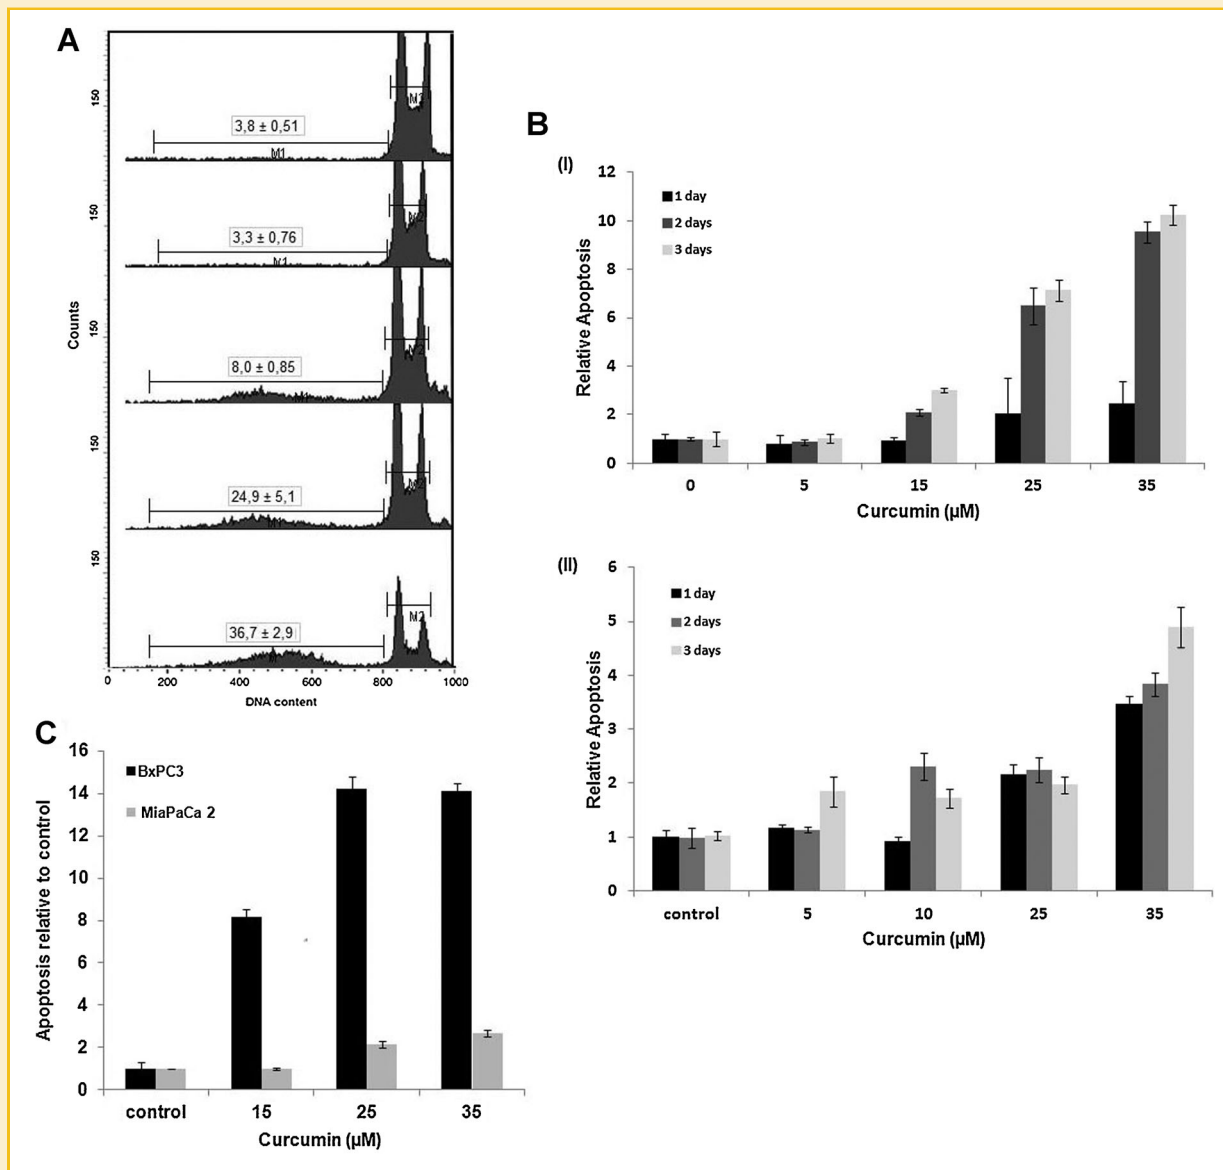 A
150
3,8 ± 0,51
M1
150
3,3 ± 0,76
M1
150
8,0 ± 0,85
150
24,9 ± 5,1
150
36,7 ± 2,9
M2
Counts
0 200 400 600 800 1000
DNA content
B
(I)
1 day
2 days
3 days
12
10
8
6
4
2
0
Relative Apoptosis
0 5 15 25 35
Curcumin (µM)
(II)
1 day
2 days
3 days
6
5
4
3
2
1
0
Relative Apoptosis
control 5 10 25 35
Curcumin (µM)
C
BxPC3
MiaPaCa 2
16
14
12
10
8
6
4
2
0
Apoptosis relative to control
control 15 25 35
Curcumin (µM)